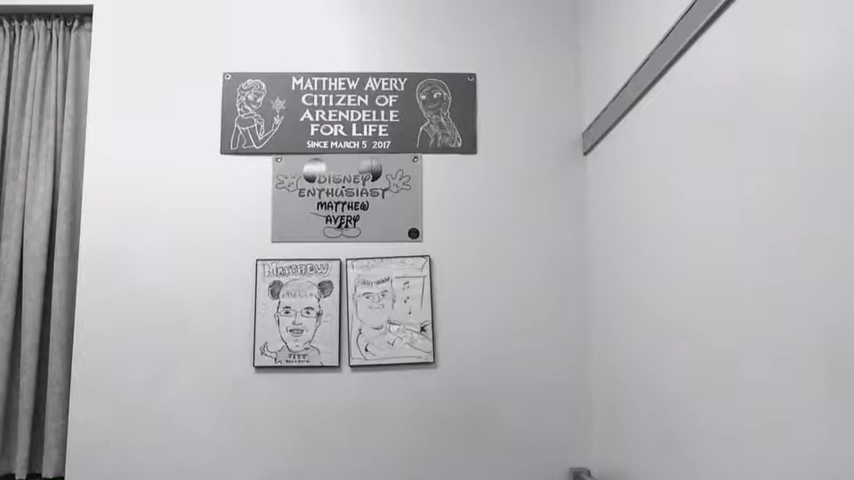 MATTHEW AVERY
CITIZEN OF
ARENDELLE
FOR LIFE
SINCE MARCH 5 2017
DISNEY
ENTHUSIAST
MATTHEW
AVERY
MATTHEW